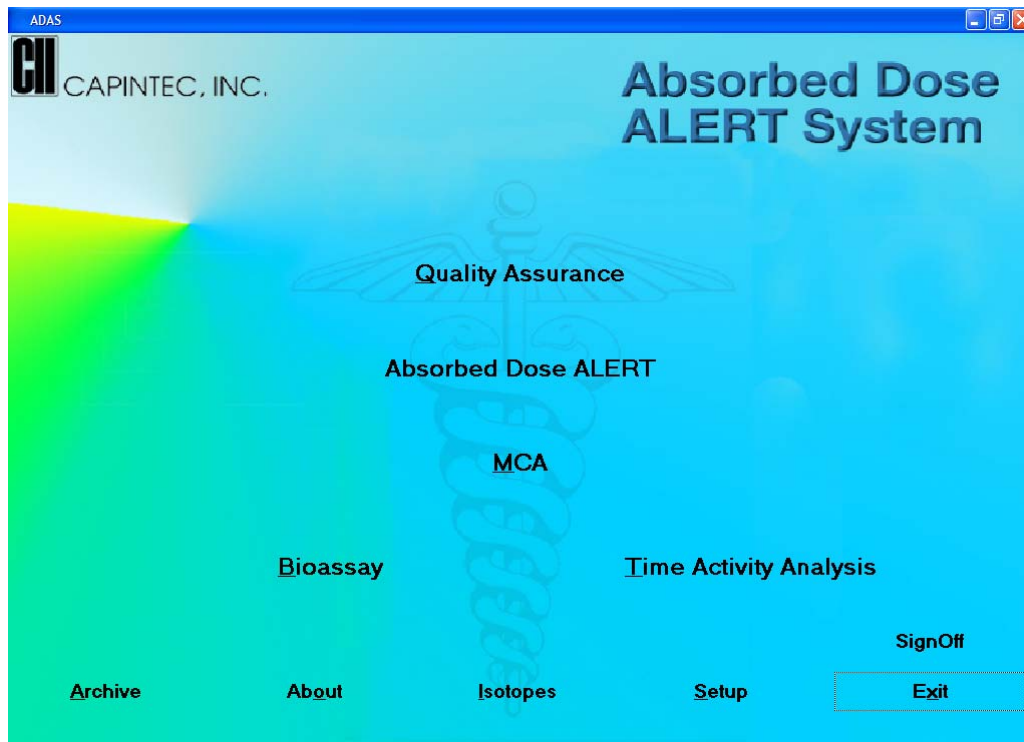 ADAS
CII CAPINTEC, INC.
Absorbed Dose
ALERT System
Quality Assurance
Absorbed Dose ALERT
MCA
Bioassay
Time Activity Analysis
SignOff
Archive
About
Isotopes
Setup
Exit